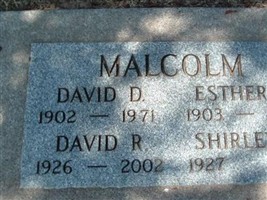 MALCOLM
DAVID D. ESTHER
1902 — 1971 1903 —
DAVID R. SHIRLE
1926 — 2002 1927